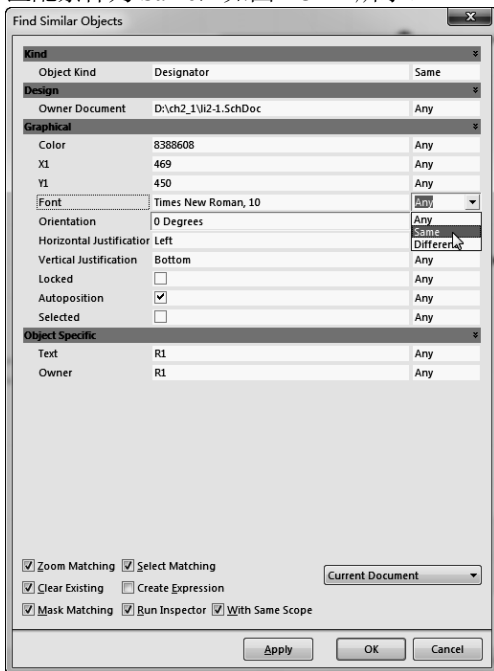 Find Similar Objects
Kind
Object Kind Designator Same
Design
Owner Document D:\ch2_1\li2-1.SchDoc Any
Graphical
Color 8388608 Any
X1 469 Any
Y1 450 Any
Font Times New Roman, 10 Any
Orientation 0 Degrees Any
Same
Horizontal Justification Left Different
Vertical Justification Bottom Any
Locked Any
Autoposition Any
Selected Any
Object Specific
Text R1 Any
Owner R1 Any
Zoom Matching Select Matching
Current Document
Clear Existing Create Expression
Mask Matching Run Inspector With Same Scope
Apply OK Cancel